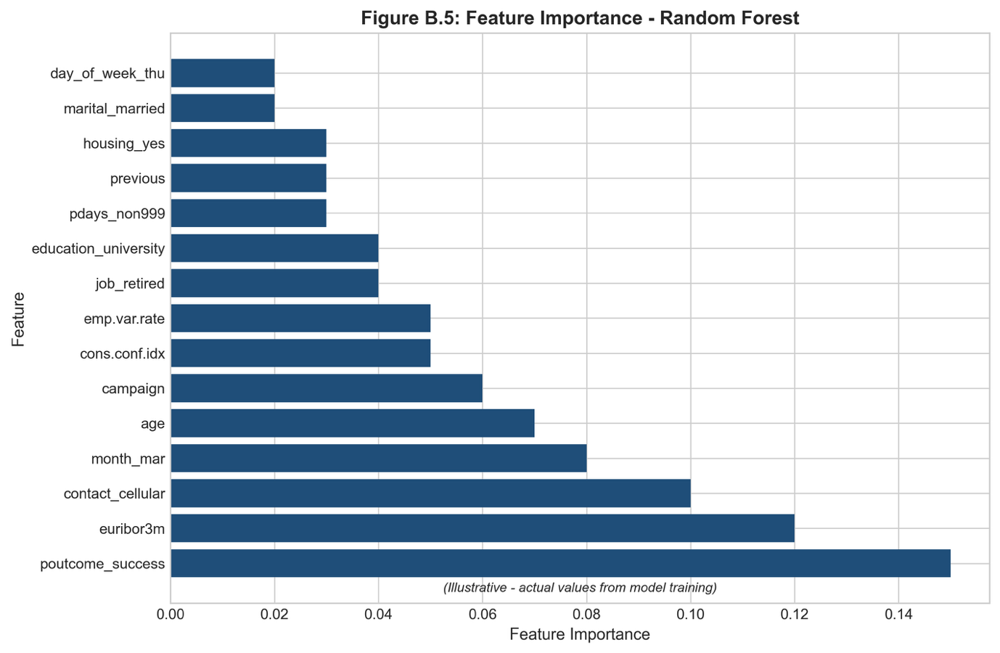 Figure B.5: Feature Importance - Random Forest
day_of_week_thu
marital_married
housing_yes
previous
pdays_non999
education_university
job_retired
emp.var.rate
cons.conf.idx
campaign
age
month_mar
contact_cellular
euribor3m
poutcome_success
Feature
(Illustrative - actual values from model training)
0.00 0.02 0.04 0.06 0.08 0.10 0.12 0.14
Feature Importance